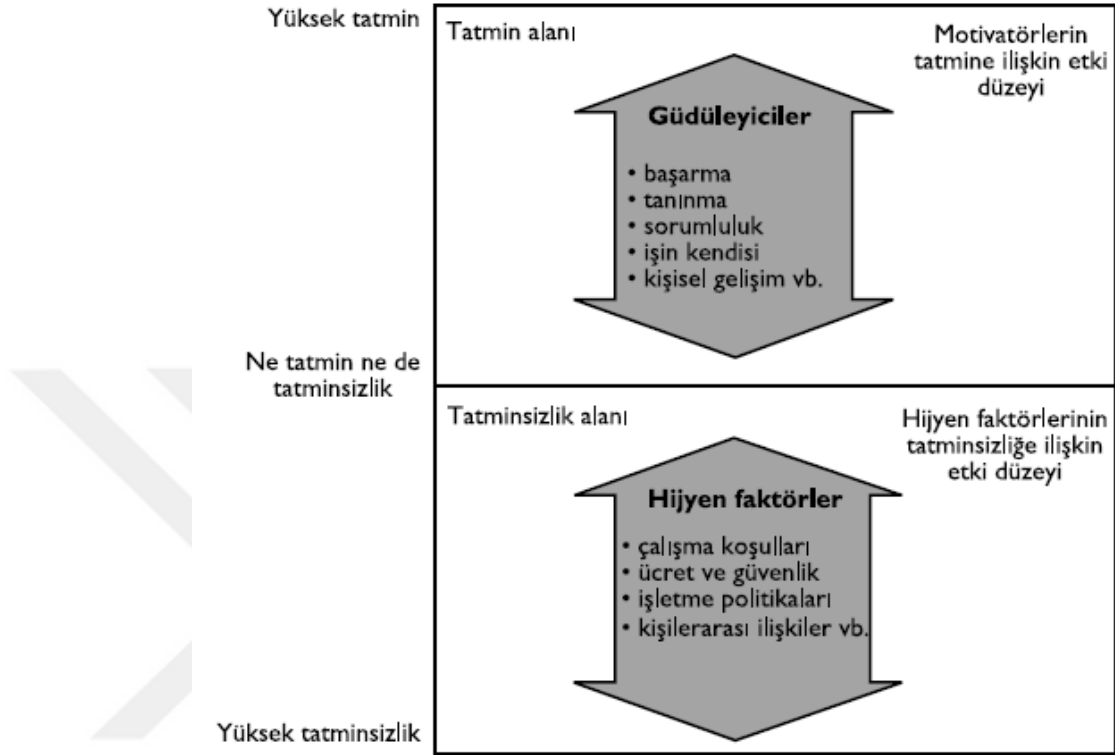 Yüksek tatmin
Tatmin alanı
Motivatörlerin
tatmine ilişkin etki
düzeyi
Güdüleyiciler
• başarma
• tanınma
• sorumluluk
• işin kendisi
• kişisel gelişim vb.
Ne tatmin ne de
tatminsizlik
Tatminsizlik alanı
Hijyen faktörlerinin
tatminsizliğe ilişkin
etki düzeyi
Hijyen faktörler
• çalışma koşulları
• ücret ve güvenlik
• işletme politikaları
• kişilerarası ilişkiler vb.
Yüksek tatminsizlik